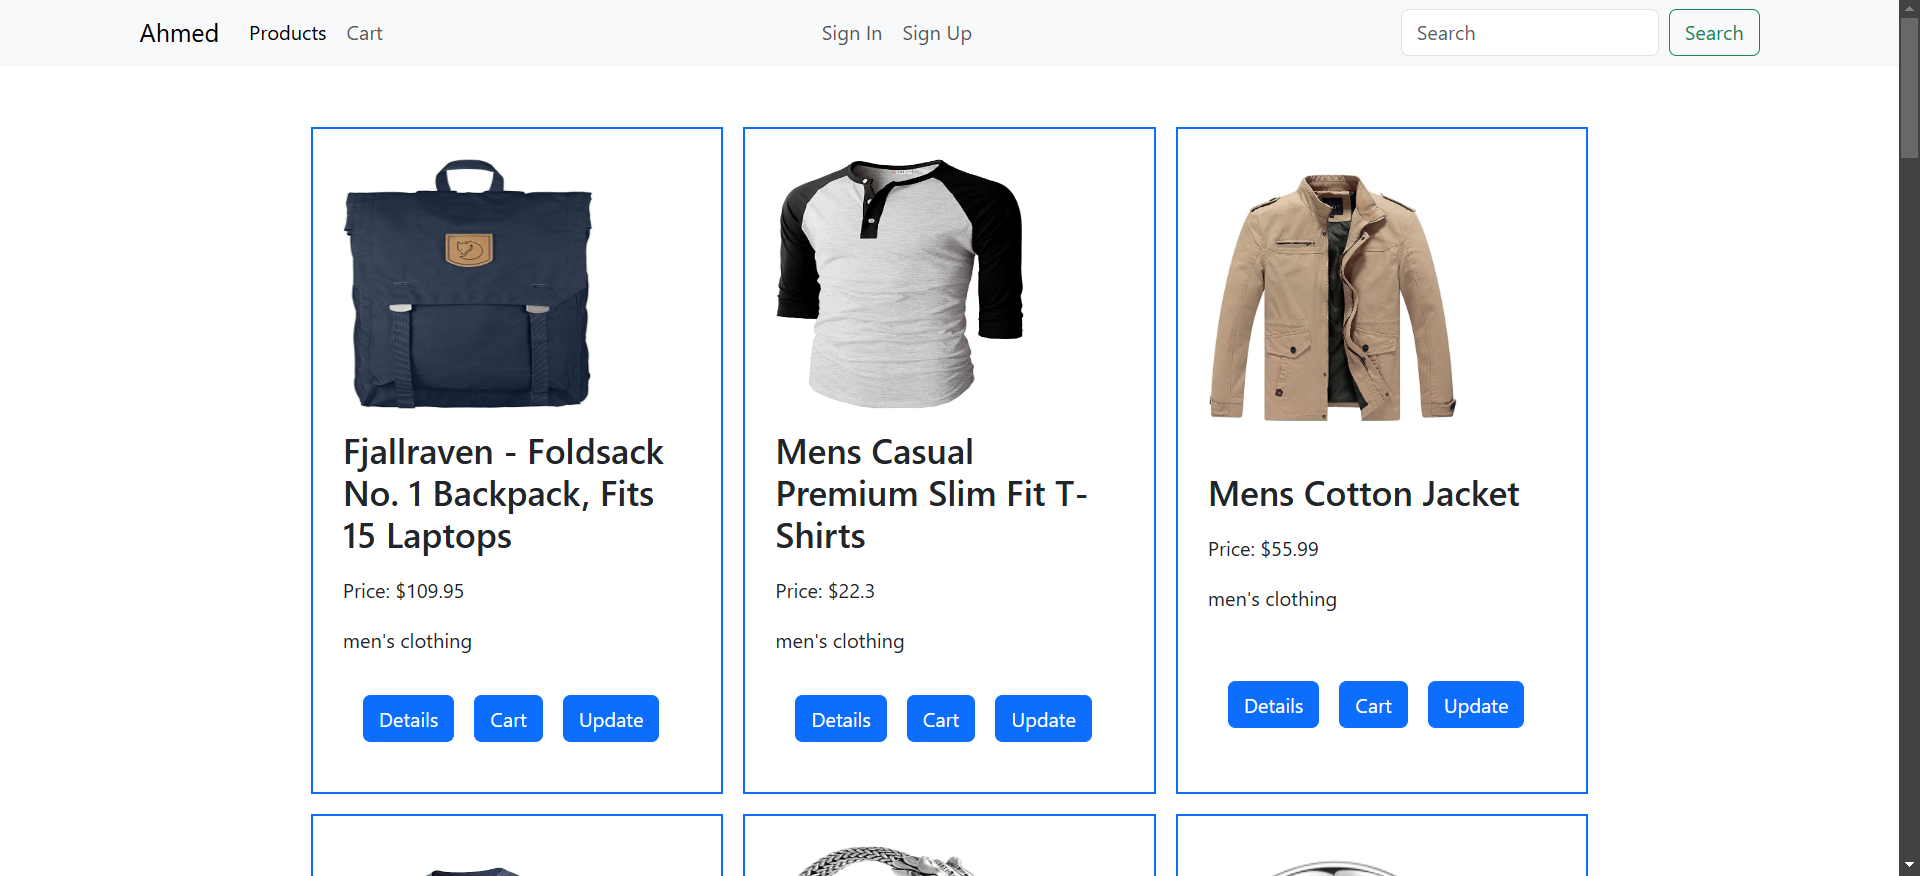 Ahmed Products Cart Sign In Sign Up Search Search
Fjallraven - Foldsack
No. 1 Backpack, Fits
15 Laptops
Price: $109.95
men's clothing
Details Cart Update
Mens Casual
Premium Slim Fit T-
Shirts
Price: $22.3
men's clothing
Details Cart Update
Mens Cotton Jacket
Price: $55.99
men's clothing
Details Cart Update